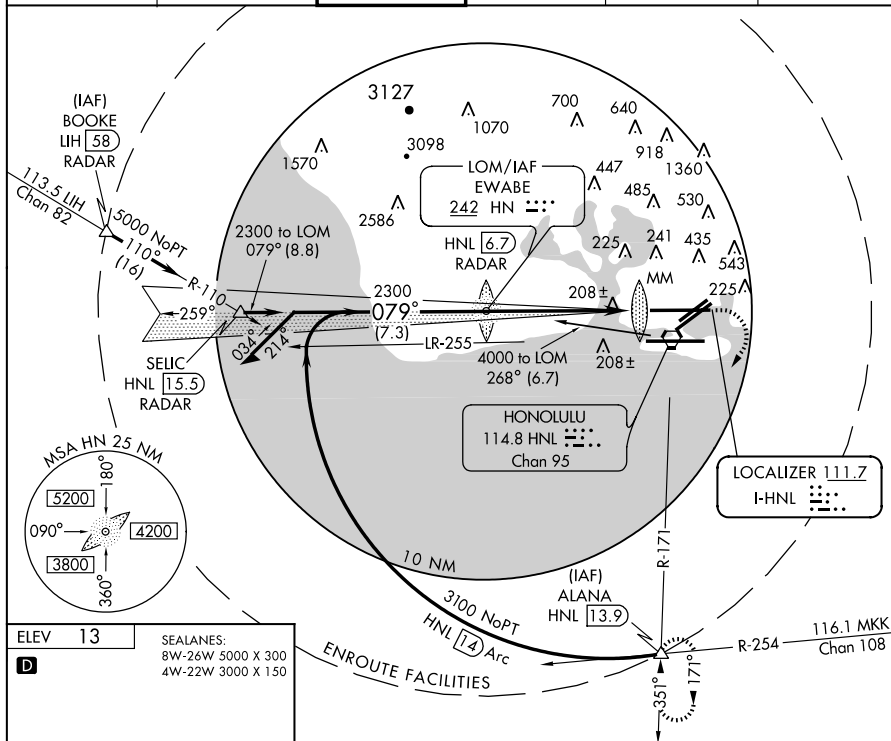 (IAF)
BOOKE
LIH 58
RADAR
113.5 LIH
Chan 82
5000 NoPT
110°
(16)
R-110
3127
3098
1570
1070
2586
700
640
918
1360
447
485
530
225
241
435
543
225
208±
208±
MM
LOM/IAF
EWABE
242 HN
HNL 6.7
RADAR
2300 to LOM
079° (8.8)
2300
079°
(7.3)
259°
034°
214°
LR-255
SELIC
HNL 15.5
RADAR
4000 to LOM
268° (6.7)
HONOLULU
114.8 HNL
Chan 95
LOCALIZER 111.7
I-HNL
MSA HN 25 NM
180°
5200
090°
4200
3800
360°
10 NM
3100 NoPT
HNL 14 Arc
R-171
(IAF)
ALANA
HNL 13.9
R-254
116.1 MKK
Chan 108
351°
171°
ENROUTE FACILITIES
ELEV 13
D
SEALANES:
8W-26W 5000 X 300
4W-22W 3000 X 150